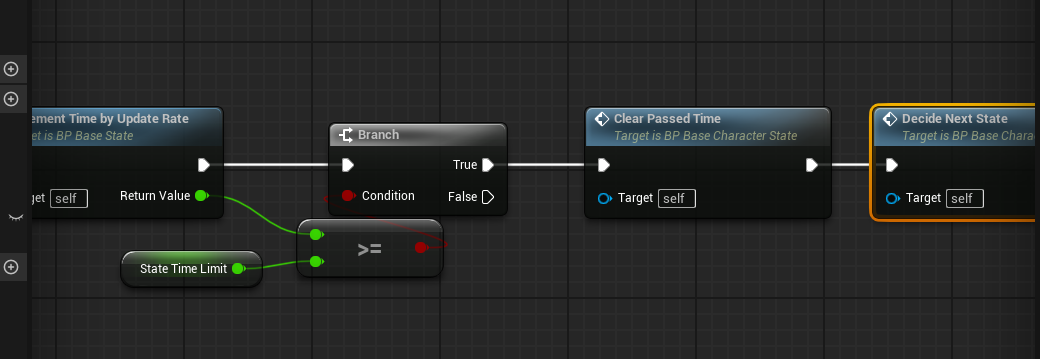 ement Time by Update Rate
et is BP Base State
get self
Return Value
State Time Limit
>=
Branch
True
Condition
False
Clear Passed Time
Target is BP Base Character State
Target self
Decide Next State
Target is BP Base Chara
Target self